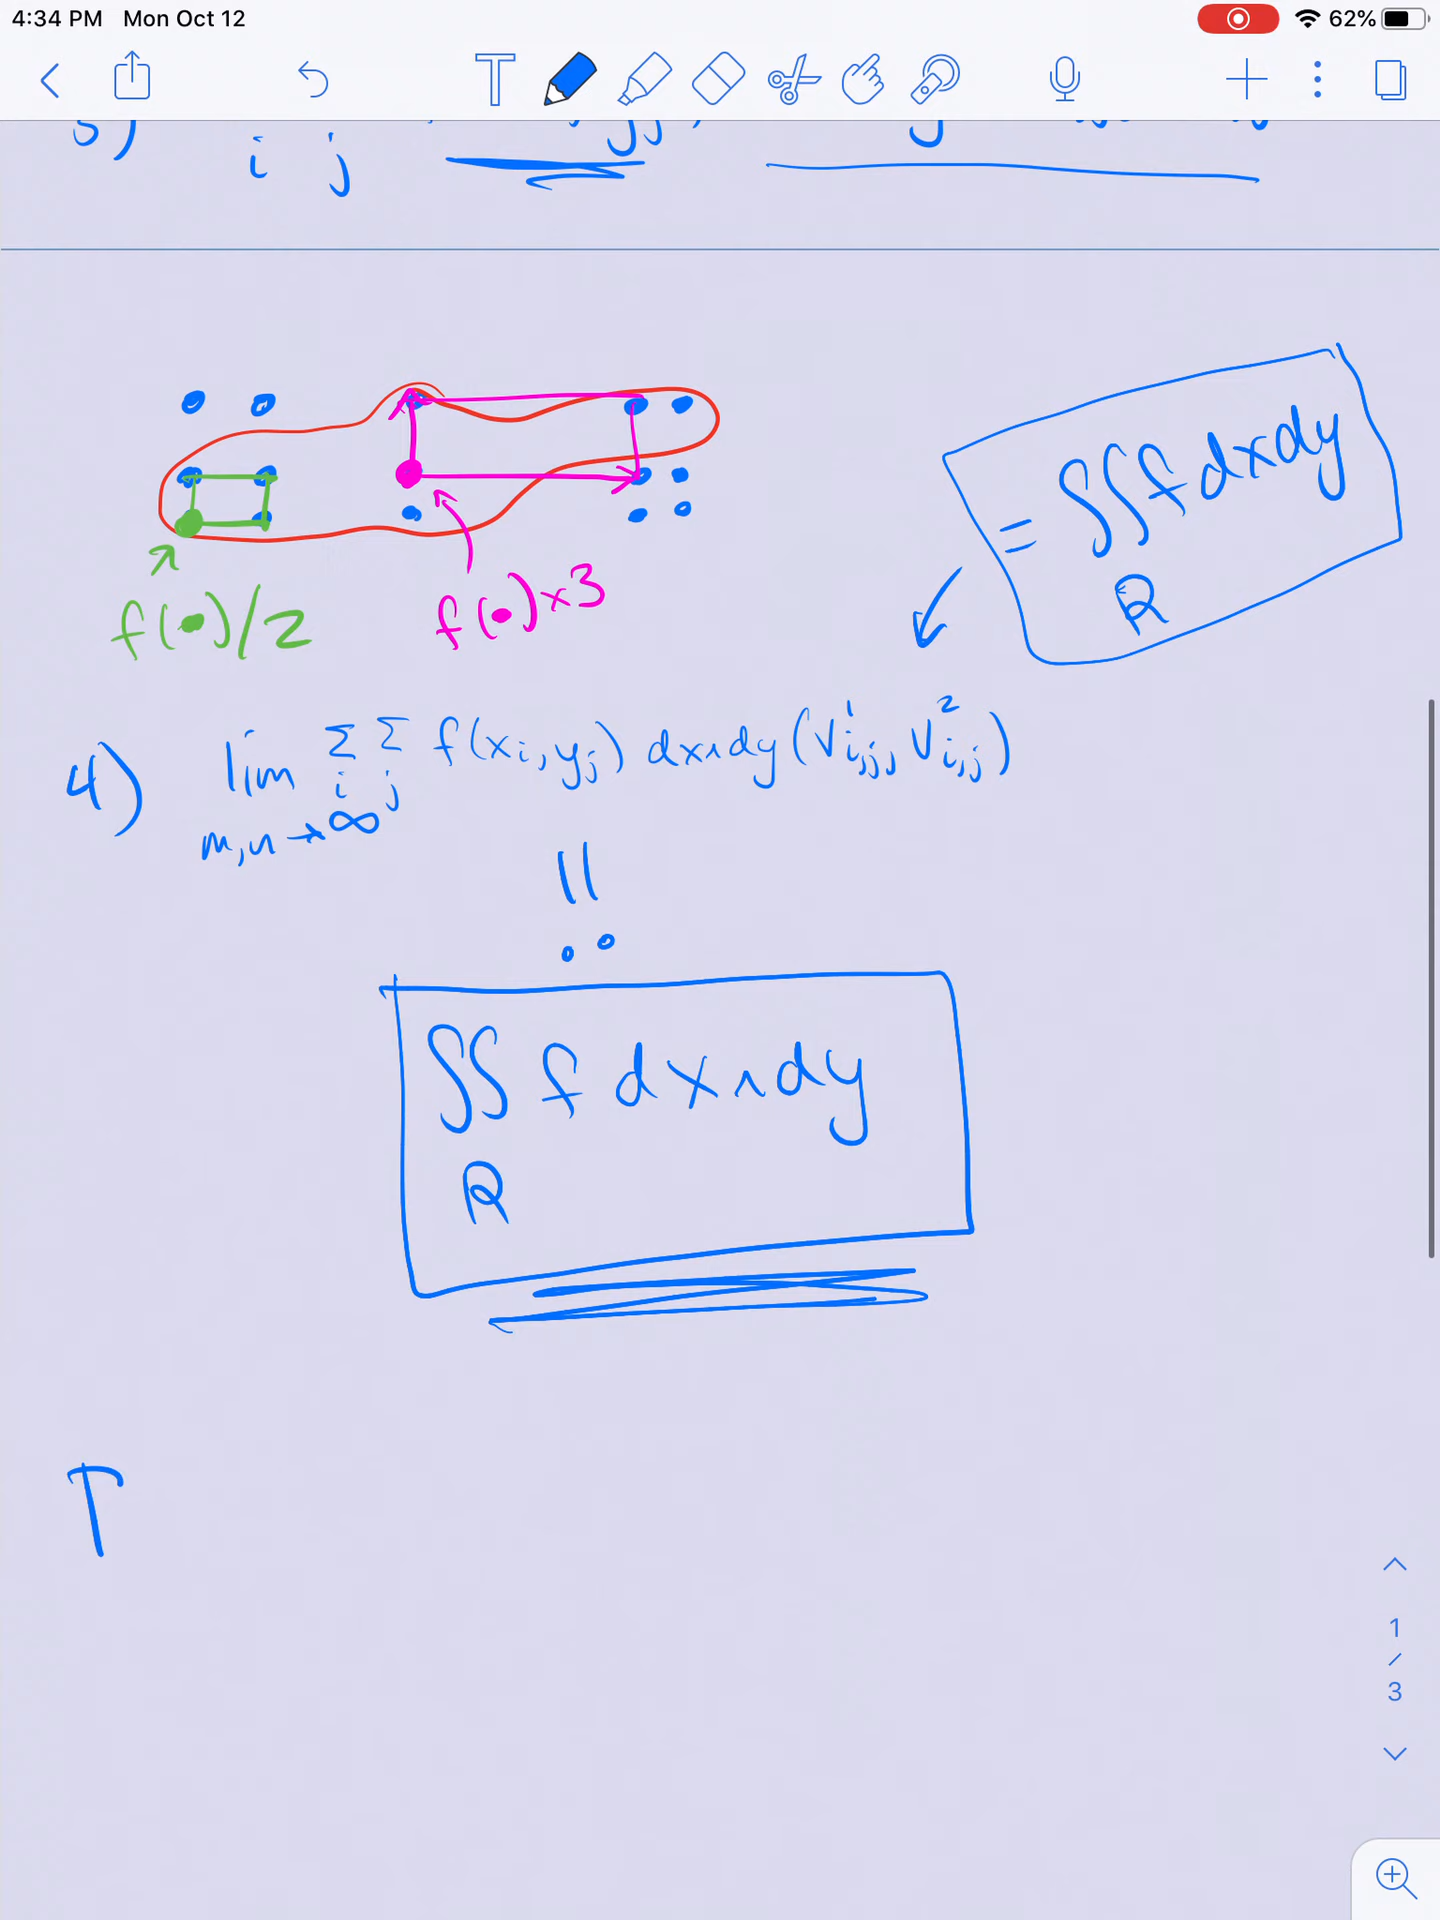 4:34 PM Mon Oct 12 62%
T
i j
= ∬ f dxdy
R
f(•)/2 f(•)×3
4) lim Σ Σ f(xi, yj) dx∧dy (V¹i,j, V²i,j)
m,n→∞ i j
||
··
∬ f dx∧dy
R
T
1
/
3